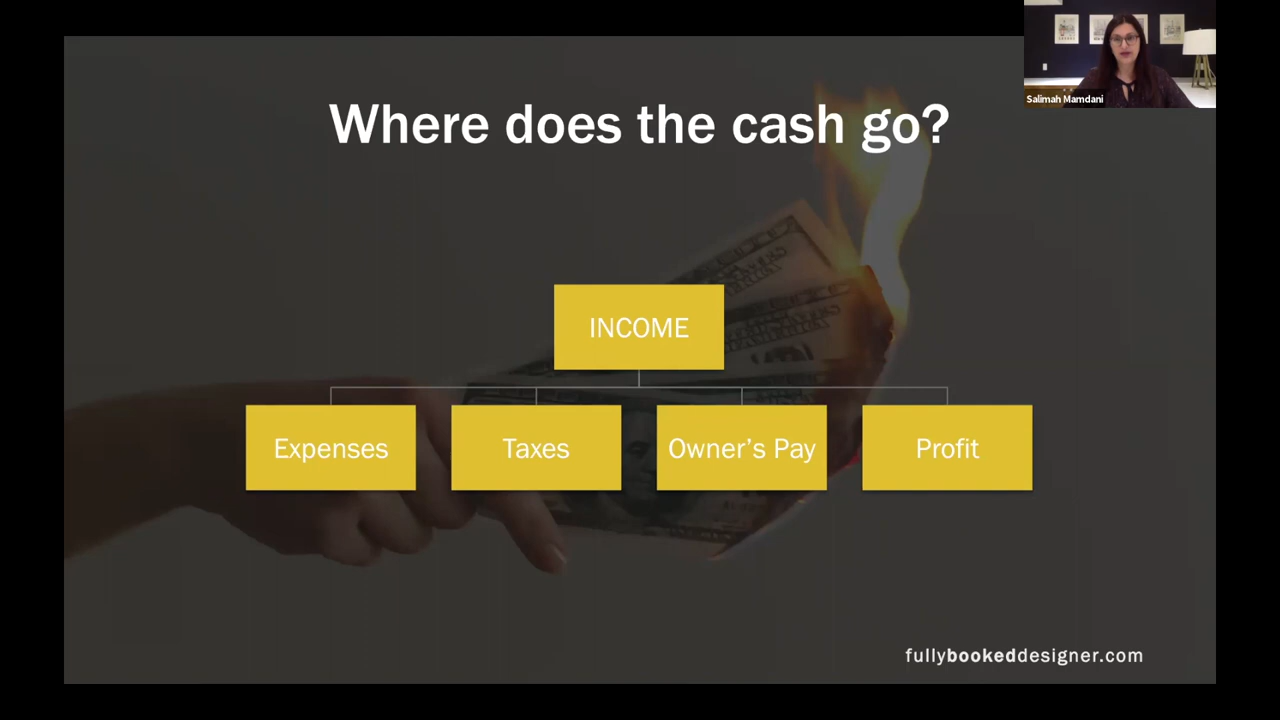 Where does the cash go?
Salimah Mamdani
INCOME
Expenses
Taxes
Owner's Pay
Profit
fullybookeddesigner.com